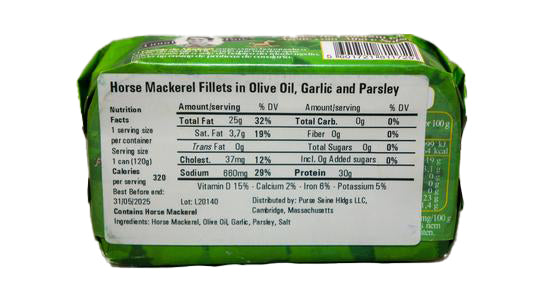 5 601721 811720
Horse Mackerel Fillets in Olive Oil, Garlic and Parsley
Nutrition
Facts
1 serving size
per container
Serving size
1 can (120g)
Calories
per serving 320
Best Before end:
31/05/2025
Amount/serving % DV Amount/serving % DV
Total Fat 25g 32% Total Carb. 0g 0%
Sat. Fat 3,7g 19% Fiber 0g 0%
Trans Fat 0g Total Sugars 0g 0%
Cholest. 37mg 12% Incl. 0g Added sugars 0%
Sodium 660mg 29% Protein 30g
Vitamin D 15% · Calcium 2% · Iron 6% · Potassium 5%
Lot: L20140
Distributed by: Purse Seine Hldgs LLC,
Cambridge, Massachusetts
Contains Horse Mackerel
Ingredients: Horse Mackerel, Olive Oil, Garlic, Parsley, Salt